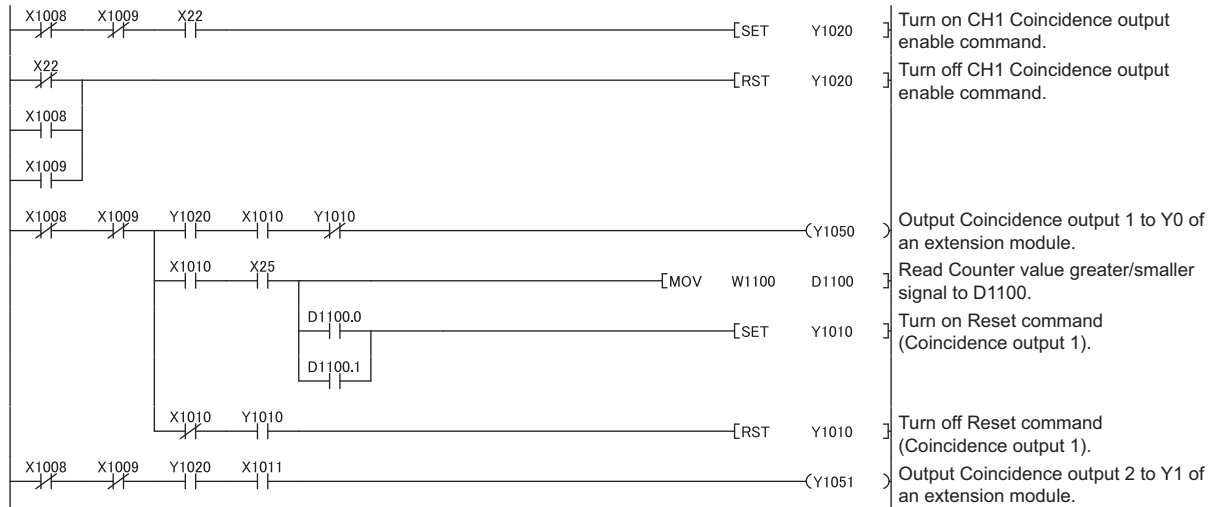 X1008 X1009 X22
[SET Y1020 ] Turn on CH1 Coincidence output
enable command.
X22
[RST Y1020 ] Turn off CH1 Coincidence output
enable command.
X1008
X1009
X1008 X1009 Y1020 X1010 Y1010
(Y1050 ) Output Coincidence output 1 to Y0 of
an extension module.
X1010 X25
[MOV W1100 D1100 ] Read Counter value greater/smaller
signal to D1100.
D1100.0
[SET Y1010 ] Turn on Reset command
(Coincidence output 1).
D1100.1
X1010 Y1010
[RST Y1010 ] Turn off Reset command
(Coincidence output 1).
X1008 X1009 Y1020 X1011
(Y1051 ) Output Coincidence output 2 to Y1 of
an extension module.